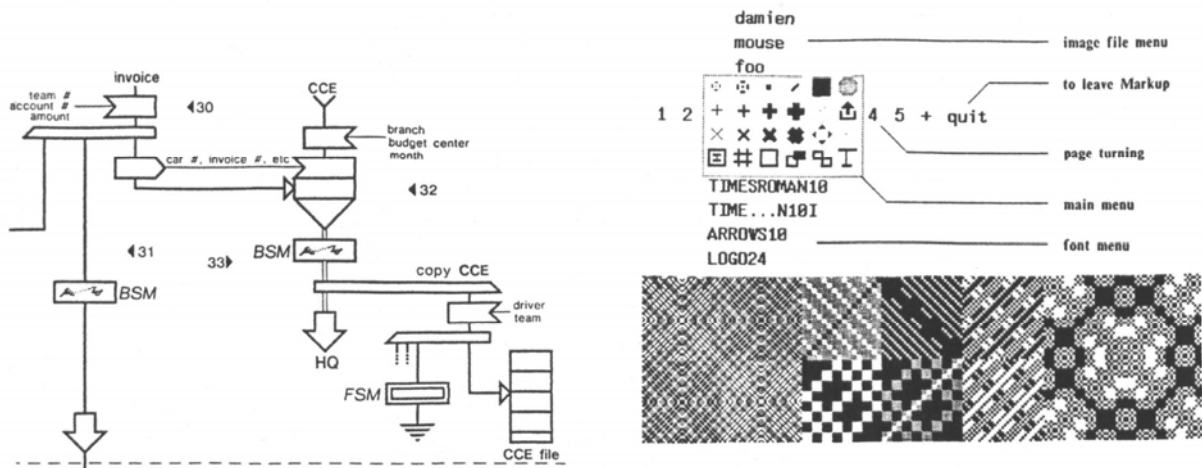 invoice
team #
account #
amount
◀30
CCE
branch
budget center
month
car #, invoice #, etc
◀32
◀31
33▶
BSM
BSM
copy CCE
driver
team
HQ
FSM
CCE file
damien
mouse
foo
image file menu
to leave Markup
1 2
4 5 + quit
page turning
main menu
TIMESROMAN10
TIME...N10I
ARROWS10
font menu
LOGO24